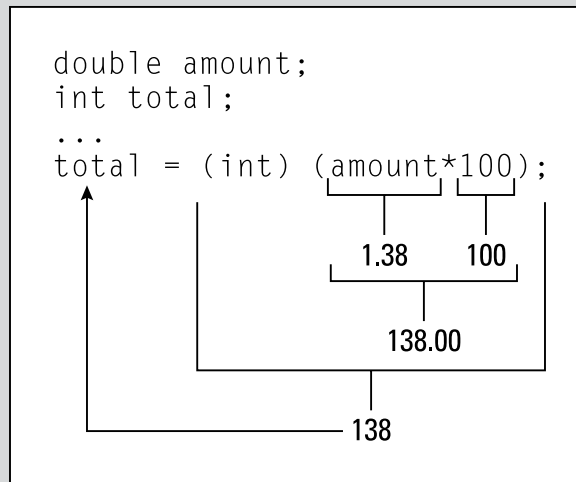 double amount;
int total;
...
total = (int) (amount*100);
1.38 100
138.00
138